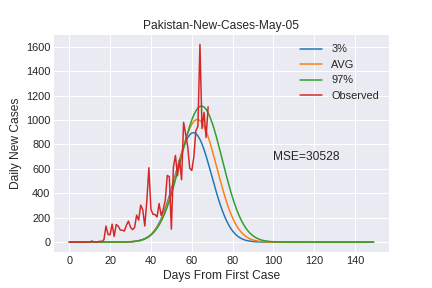 Pakistan-New-Cases-May-05
1600
1400
1200
1000
800
600
400
200
0
Daily New Cases
3%
AVG
97%
Observed
MSE=30528
0 20 40 60 80 100 120 140
Days From First Case